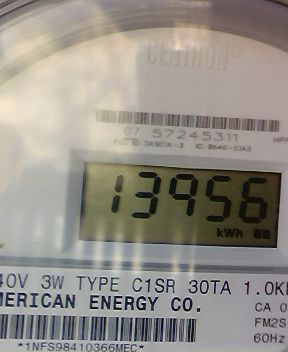 CENTRON
07 57245311
13956
kWh
40V 3W TYPE C1SR 30TA 1.0K
MERICAN ENERGY CO.
CA 0
FM2S
60Hz
*1NFS98410366MEC*